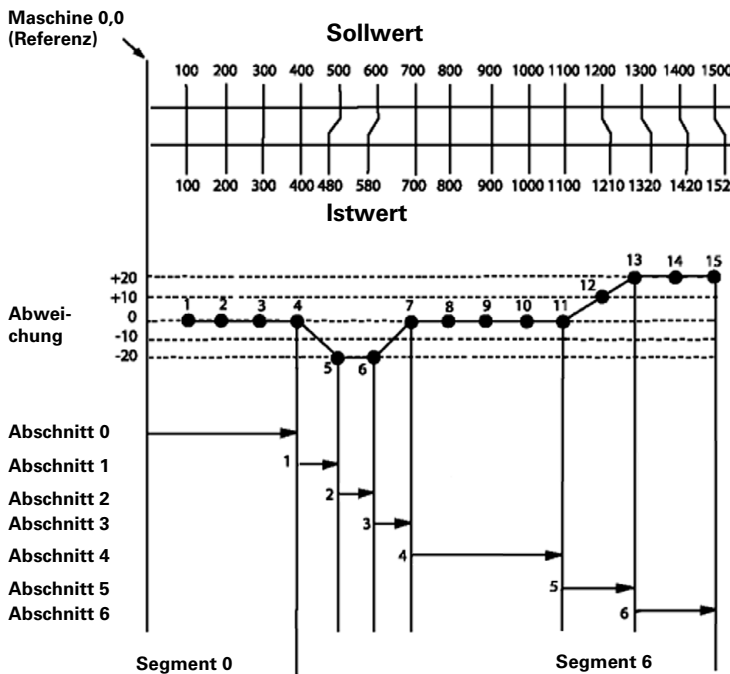 Maschine 0,0
(Referenz)
Sollwert
100 200 300 400 500 600 700 800 900 1000 1100 1200 1300 1400 1500
100 200 300 400 480 580 700 800 900 1000 1100 1210 1320 1420 152
Istwert
+20
+10
0
-10
-20
Abwei-
chung
1 2 3 4 5 6 7 8 9 10 11 12 13 14 15
Abschnitt 0
Abschnitt 1
1
Abschnitt 2
2
Abschnitt 3
3
Abschnitt 4
4
Abschnitt 5
5
Abschnitt 6
6
Segment 0
Segment 6